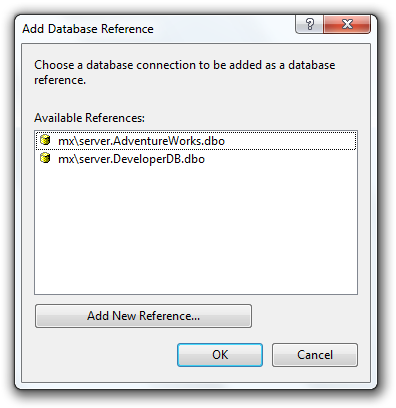 Add Database Reference
Choose a database connection to be added as a database
reference.
Available References:
mx\server.AdventureWorks.dbo
mx\server.DeveloperDB.dbo
Add New Reference...
OK
Cancel